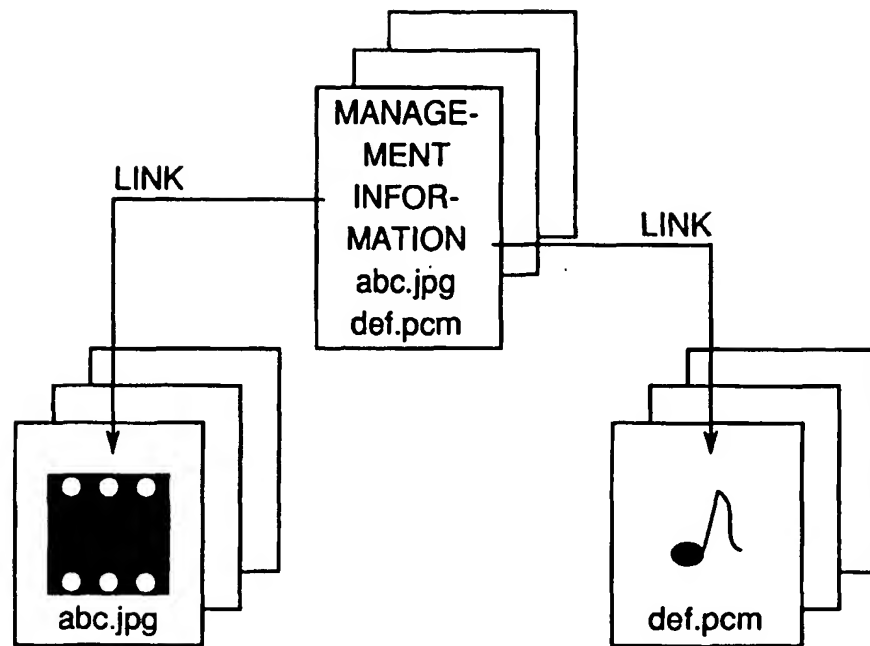 MANAGE-
MENT
INFOR-
MATION
abc.jpg
def.pcm
LINK
LINK
abc.jpg
def.pcm